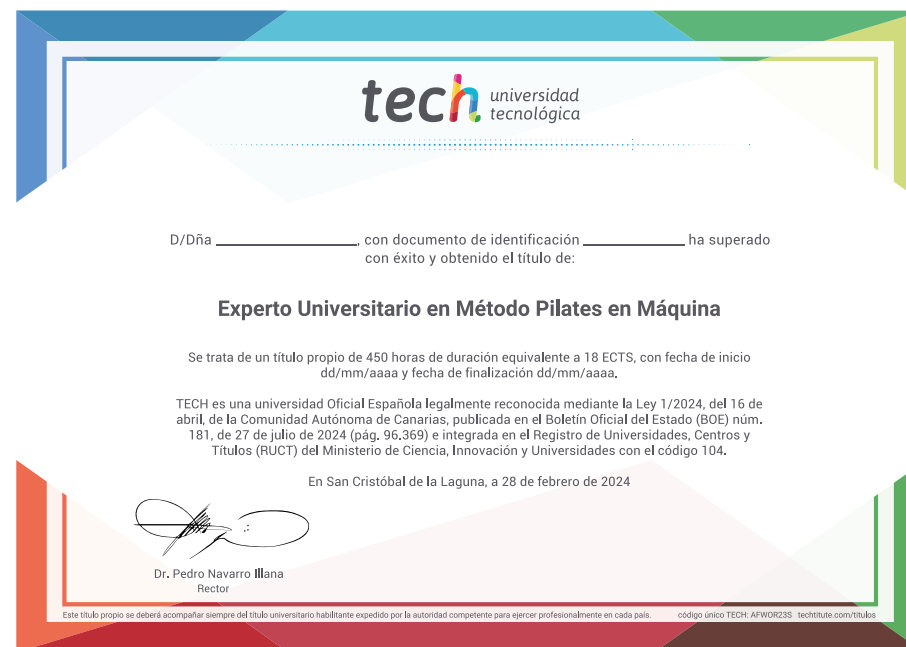 tech universidad
tecnológica
D/Dña ____________________, con documento de identificación ______________ ha superado
con éxito y obtenido el título de:
Experto Universitario en Método Pilates en Máquina
Se trata de un título propio de 450 horas de duración equivalente a 18 ECTS, con fecha de inicio
dd/mm/aaaa y fecha de finalización dd/mm/aaaa.
TECH es una universidad Oficial Española legalmente reconocida mediante la Ley 1/2024, del 16 de
abril, de la Comunidad Autónoma de Canarias, publicada en el Boletín Oficial del Estado (BOE) núm.
181, de 27 de julio de 2024 (pág. 96.369) e integrada en el Registro de Universidades, Centros y
Títulos (RUCT) del Ministerio de Ciencia, Innovación y Universidades con el código 104.
En San Cristóbal de la Laguna, a 28 de febrero de 2024
Dr. Pedro Navarro Illana
Rector
Este título propio se deberá acompañar siempre del título universitario habilitante expedido por la autoridad competente para ejercer profesionalmente en cada país. código único TECH: AFWOR23S techtitute.com/titulos